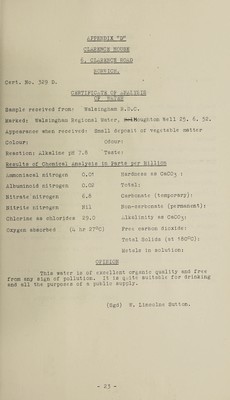 APPENDIX "D"
CLARENCE HOUSE
6, CLARENCE ROAD
NORWICH.
Cert. No. 329 D.
CERTIFICATE OF ANALYSIS
OF WATER
Sample received from: Walsingham R.D.C.
Marked: Walsingham Regional Water, Houghton Well 25. 6. 52.
Appearance when received: Small deposit of vegetable matter
Colour: Odour:
Reaction: Alkaline pH 7.8 Taste:
Results of Chemical Analysis in Parts per Million
Ammoniacal nitrogen 0.01 Hardness as CaCO3 :
Albuminoid nitrogen 0.02 Total:
Nitrate nitrogen 6.8 Carbonate (temporary):
Nitrite nitrogen Nil Non-carbonate (permanent):
Chlorine as chlorides 29.0 Alkalinity as CaCO3:
Oxygen absorbed (4 hr 27°C) Free carbon dioxide:
Total Solids (at 180°C):
Metals in solution:
OPINION
This water is of excellent organic quality and free
from any sign of pollution. It is quite suitable for drinking
and all the purposes of a public supply.
(Sgd) Lincolne Sutton.
- 23 -